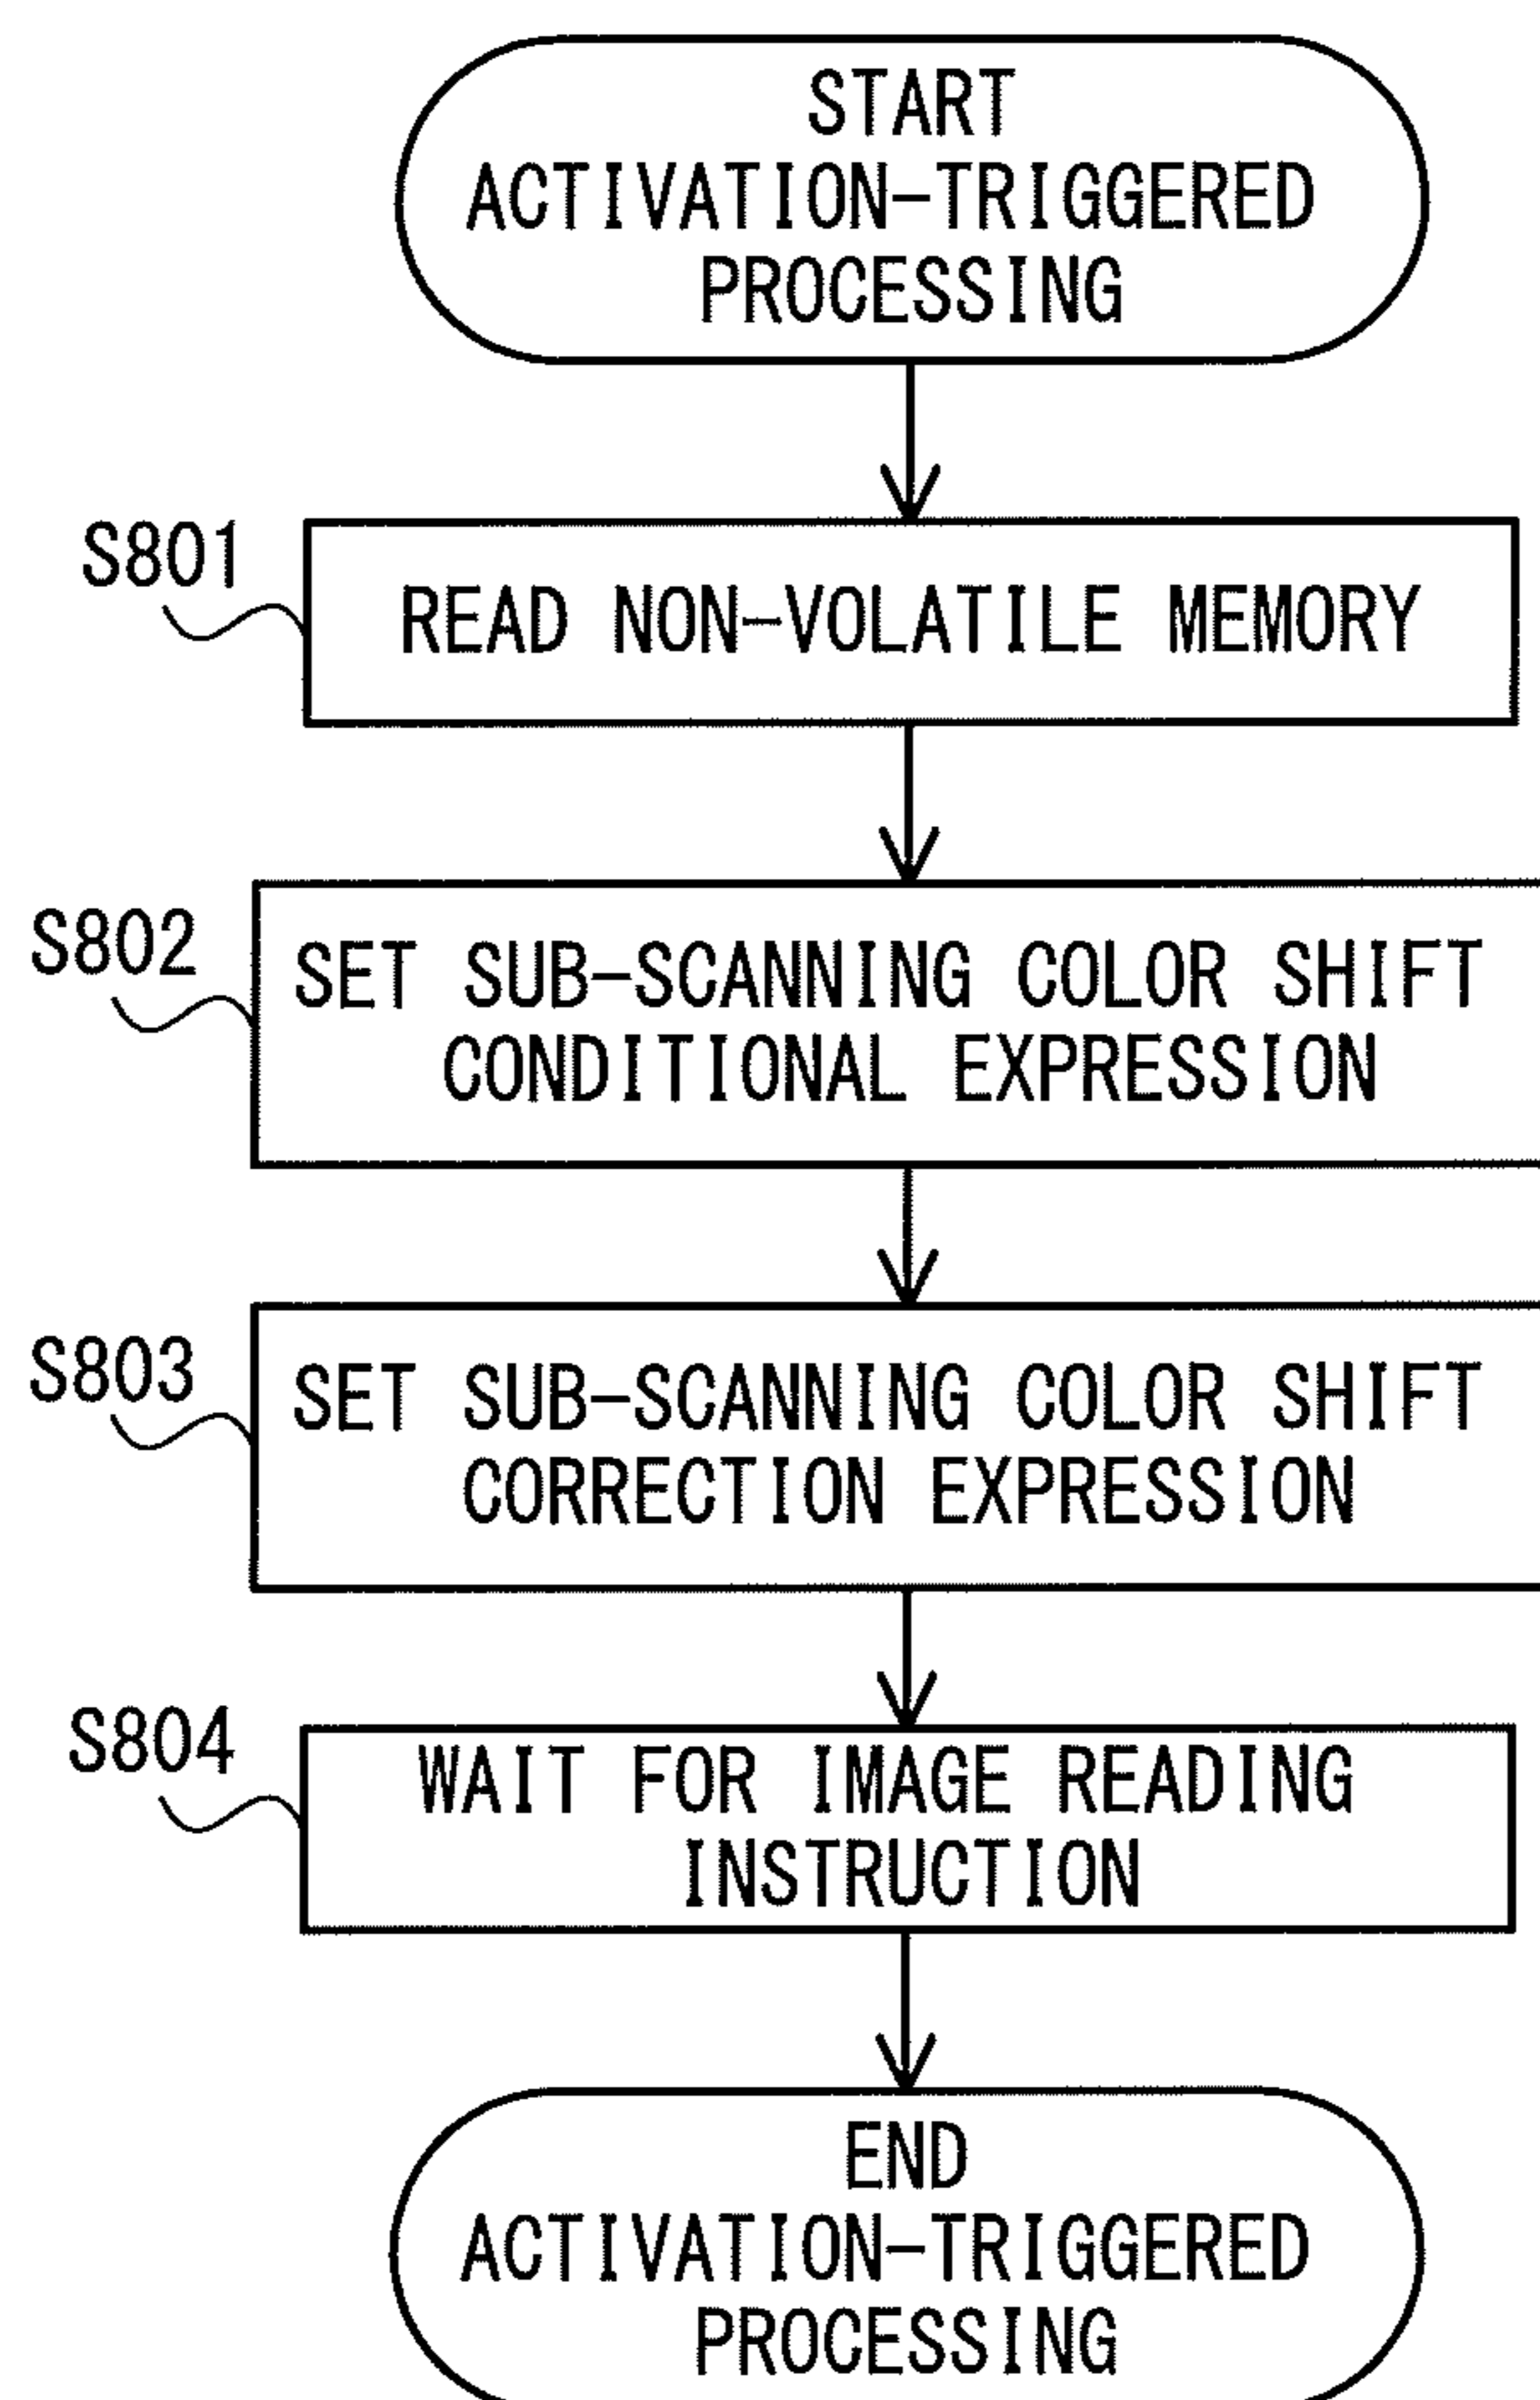 START
ACTIVATION-TRIGGERED
PROCESSING
S801
READ NON-VOLATILE MEMORY
S802
SET SUB-SCANNING COLOR SHIFT
CONDITIONAL EXPRESSION
S803
SET SUB-SCANNING COLOR SHIFT
CORRECTION EXPRESSION
S804
WAIT FOR IMAGE READING
INSTRUCTION
END
ACTIVATION-TRIGGERED
PROCESSING